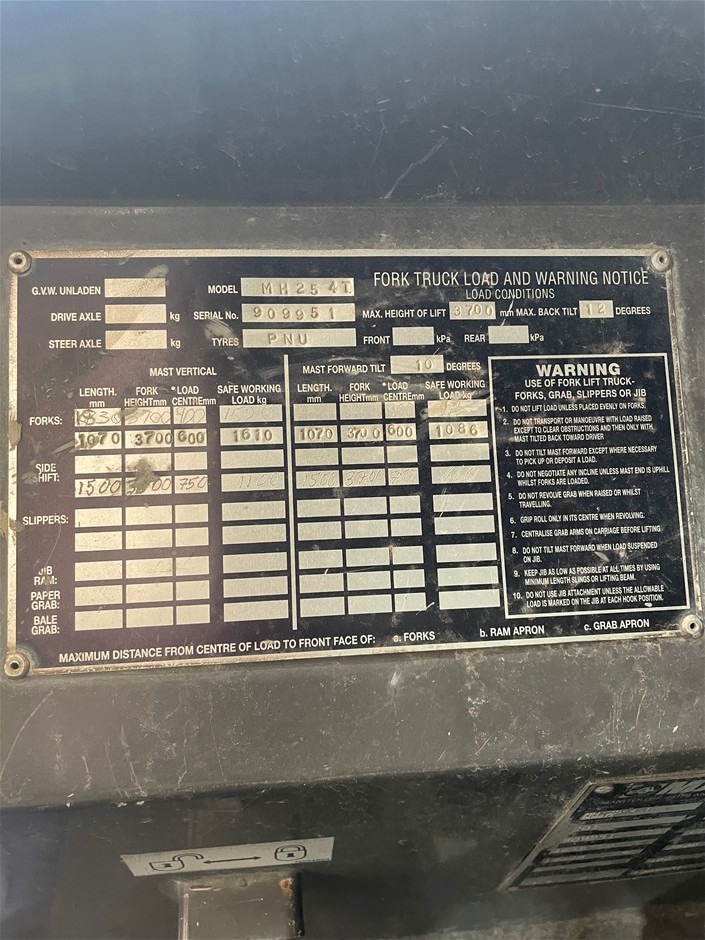 FORK TRUCK LOAD AND WARNING NOTICE
LOAD CONDITIONS
G.V.W. UNLADEN MODEL MH25 4T
DRIVE AXLE kg SERIAL No. 909951 MAX. HEIGHT OF LIFT 3700 mm MAX. BACK TILT 12 DEGREES
STEER AXLE kg TYRES PNU FRONT kPa REAR kPa
MAST VERTICAL MAST FORWARD TILT 10 DEGREES
LENGTH. mm FORK HEIGHTmm *LOAD CENTREmm SAFE WORKING LOAD kg LENGTH. mm FORK HEIGHTmm *LOAD CENTREmm SAFE WORKING LOAD kg
FORKS:
1070 3700 600 1610 1070 3700 600 1086
SIDE SHIFT:
1500 3700 750
SLIPPERS:
JIB
RAM:
PAPER GRAB:
BALE GRAB:
MAXIMUM DISTANCE FROM CENTRE OF LOAD TO FRONT FACE OF: a. FORKS b. RAM APRON c. GRAB APRON
WARNING
USE OF FORK LIFT TRUCK-
FORKS, GRAB, SLIPPERS OR JIB
1. DO NOT LIFT LOAD UNLESS PLACED EVENLY ON FORKS.
2. DO NOT TRANSPORT OR MANOEUVRE WITH LOAD RAISED
EXCEPT TO CLEAR OBSTRUCTIONS AND THEN ONLY WITH
MAST TILTED BACK TOWARD DRIVER.
3. DO NOT TILT MAST FORWARD EXCEPT WHERE NECESSARY
TO PICK UP OR DEPOSIT A LOAD.
4. DO NOT NEGOTIATE ANY INCLINE UNLESS MAST END IS UPHILL
WHILST FORKS ARE LOADED.
5. DO NOT REVOLVE GRAB WHEN RAISED OR WHILST
TRAVELLING.
6. GRIP ROLL ONLY IN ITS CENTRE WHEN REVOLVING.
7. CENTRALISE GRAB ARMS ON CARRIAGE BEFORE LIFTING
8. DO NOT TILT MAST FORWARD WHEN LOAD SUSPENDED
ON JIB.
9. KEEP JIB AS LOW AS POSSIBLE AT ALL TIMES BY USING
MINIMUM LENGTH SLINGS OR LIFTING BEAM.
10. DO NOT USE JIB ATTACHMENT UNLESS THE ALLOWABLE
LOAD IS MARKED ON THE JIB AT EACH HOOK POSITION.